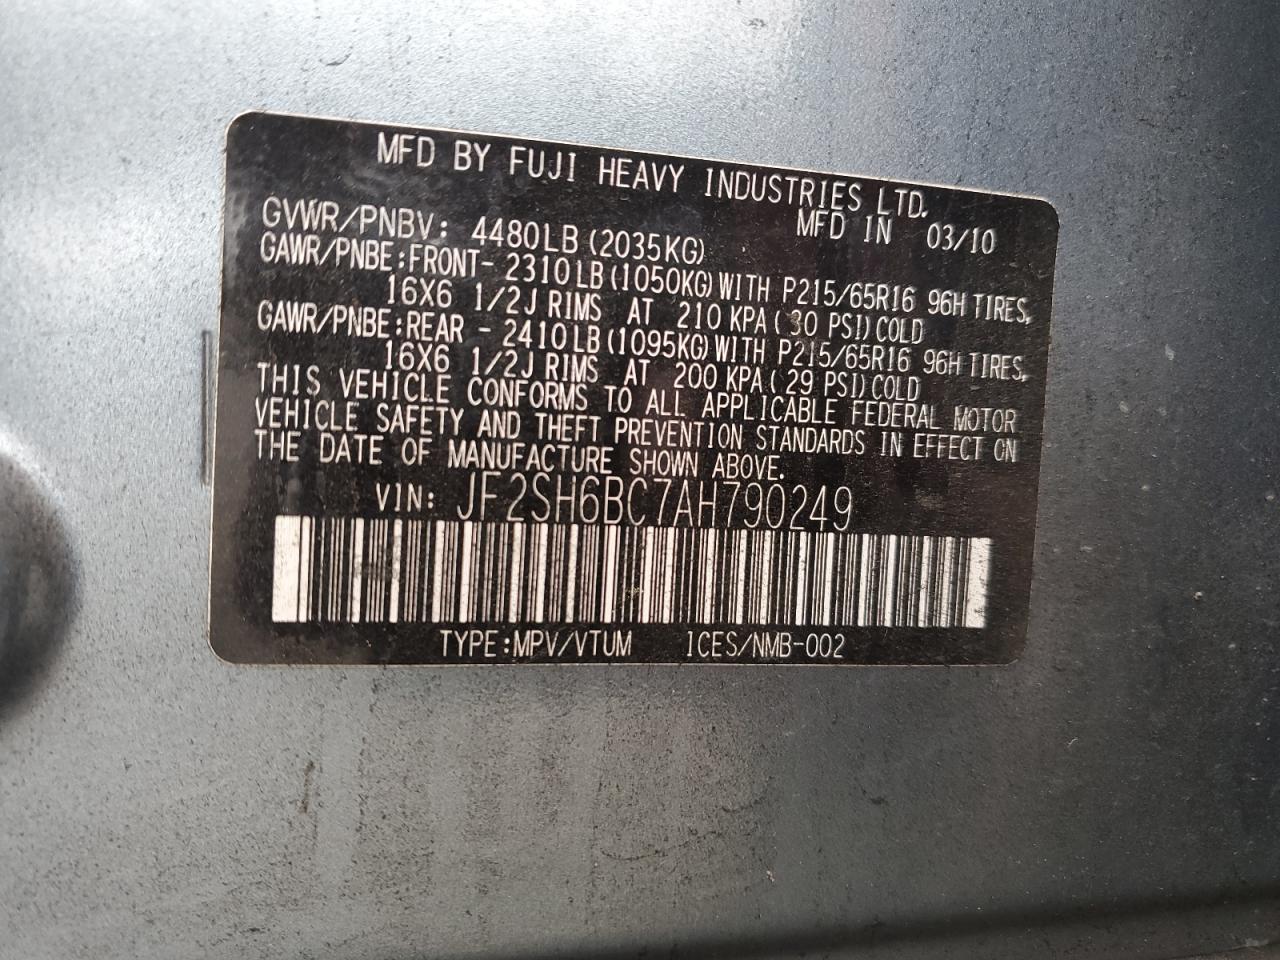 MFD BY FUJI HEAVY INDUSTRIES LTD.
MFD IN 03/10
GVWR/PNBV: 4480LB (2035KG)
GAWR/PNBE:FRONT- 2310LB(1050KG)WITH P215/65R16 96H TIRES,
16X6 1/2J RIMS AT 210 KPA( 30 PSI)COLD
GAWR/PNBE:REAR - 2410LB(1095KG)WITH P215/65R16 96H TIRES,
16X6 1/2J RIMS AT 200 KPA( 29 PSI)COLD
THIS VEHICLE CONFORMS TO ALL APPLICABLE FEDERAL MOTOR
VEHICLE SAFETY AND THEFT PREVENTION STANDARDS IN EFFECT ON
THE DATE OF MANUFACTURE SHOWN ABOVE.
VIN: JF2SH6BC7AH790249
TYPE:MPV/VTUM ICES/NMB-002